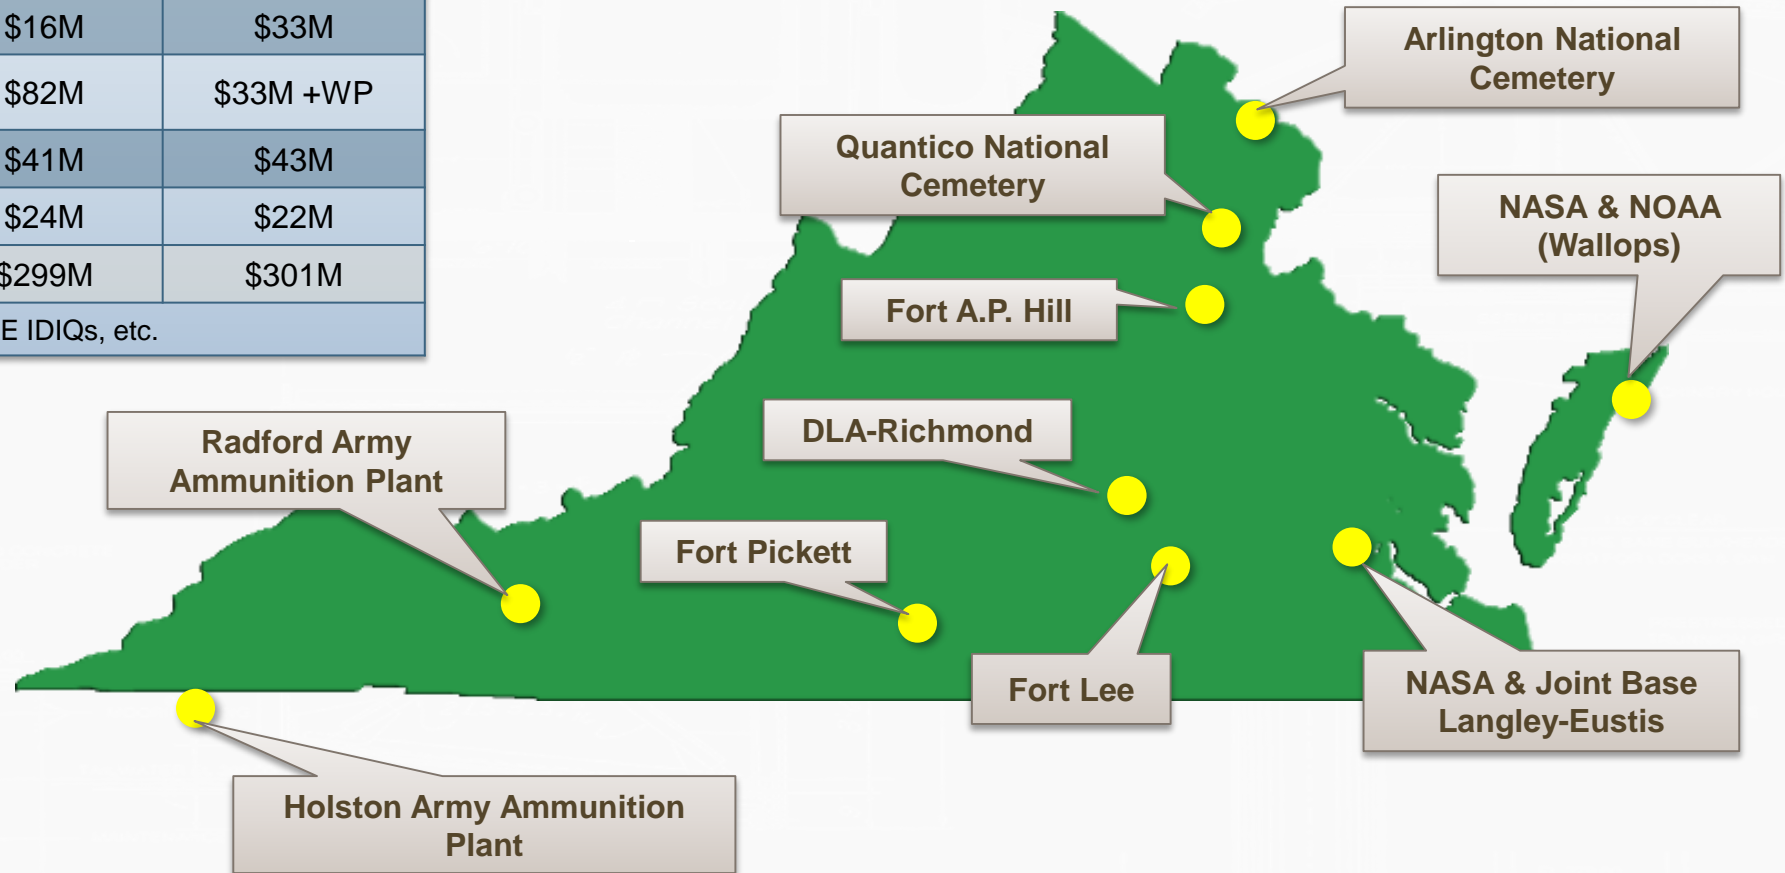 $16M $33M
$82M $33M +WP
$41M $43M
$24M $22M
$299M $301M
E IDIQs, etc.
Arlington National
Cemetery
Quantico National
Cemetery
NASA & NOAA
(Wallops)
Fort A.P. Hill
DLA-Richmond
Radford Army
Ammunition Plant
Fort Pickett
Fort Lee
NASA & Joint Base
Langley-Eustis
Holston Army Ammunition
Plant